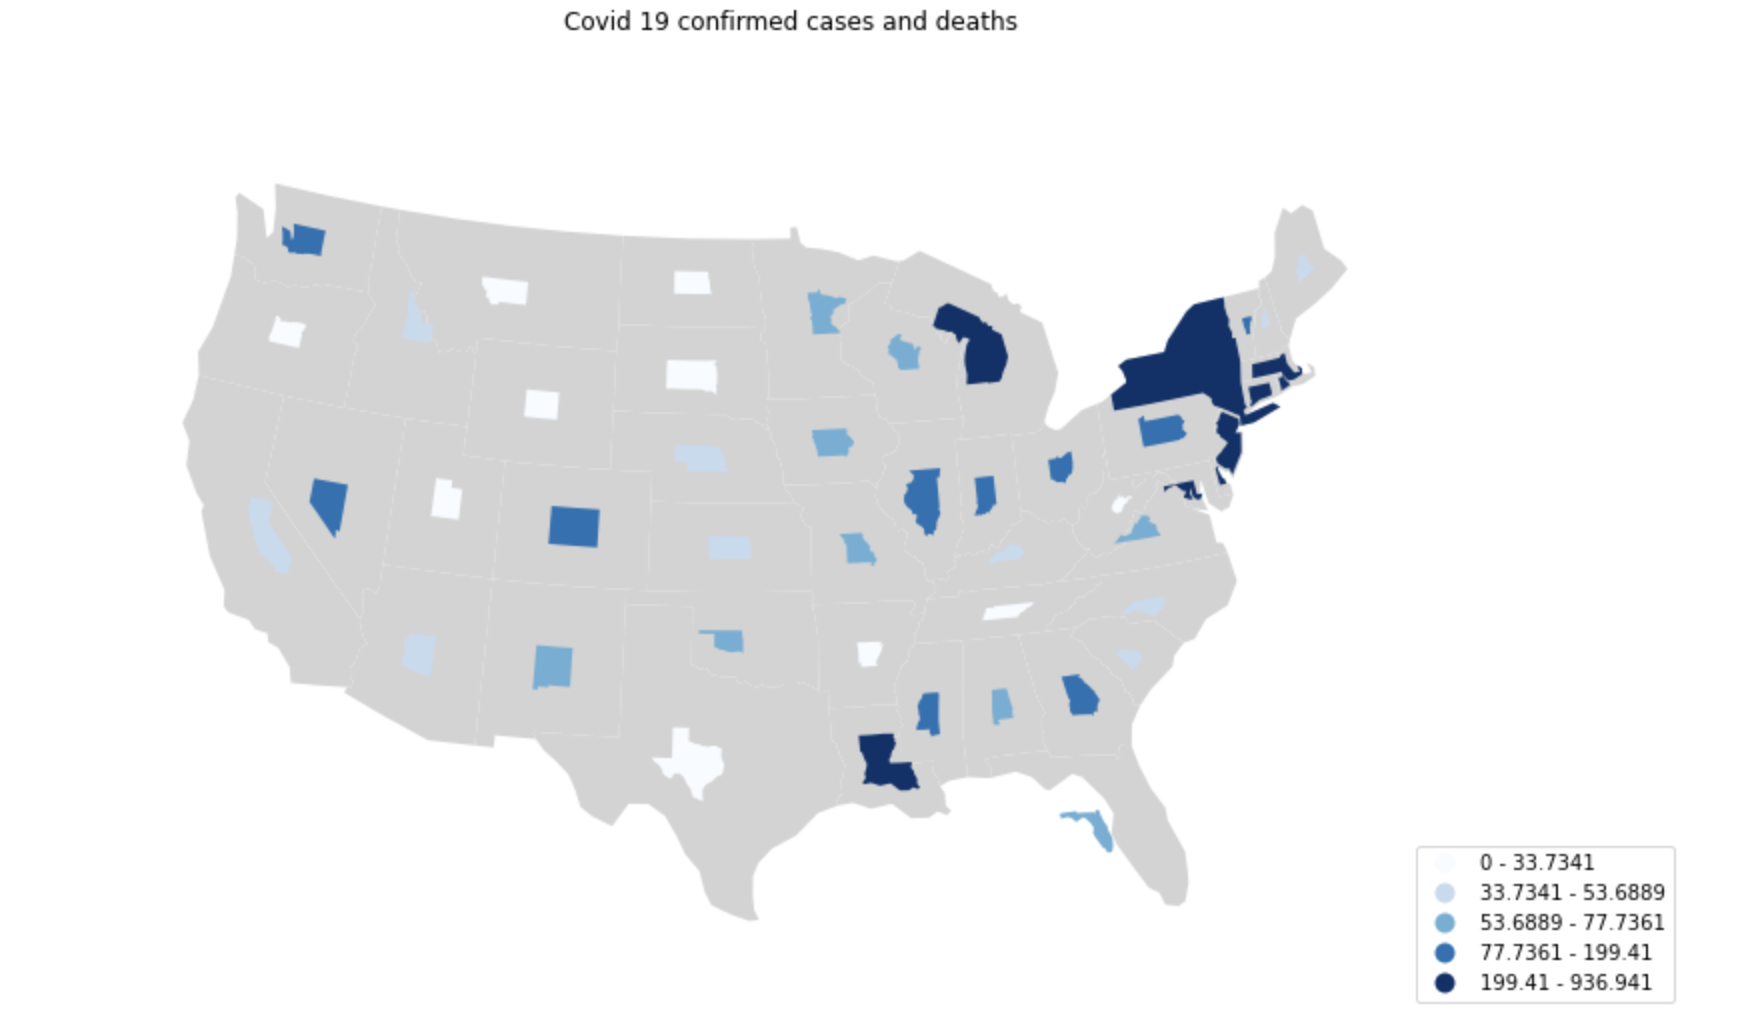 Covid 19 confirmed cases and deaths
0 - 33.7341
33.7341 - 53.6889
53.6889 - 77.7361
77.7361 - 199.41
199.41 - 936.941